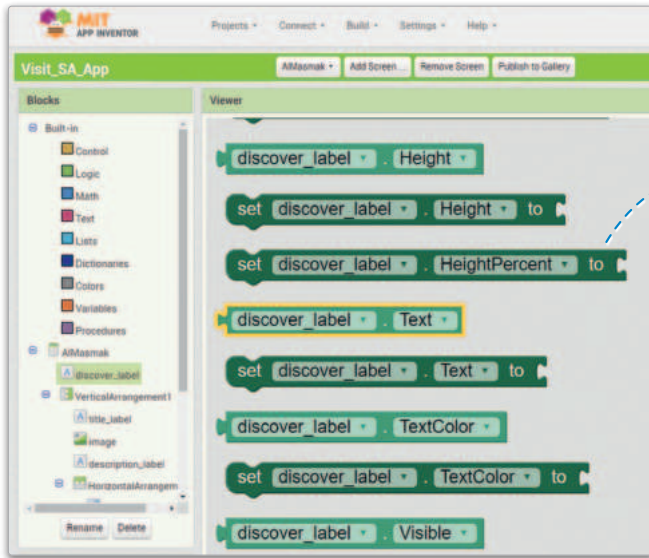 MIT
APP INVENTOR
Projects Connect Build Settings Help
Visit_SA_App
AlMasmak Add Screen ... Remove Screen Publish to Gallery
Blocks
Viewer
Built-in
Control
Logic
Math
Text
Lists
Dictionaries
Colors
Variables
Procedures
AlMasmak
discover_label
VerticalArrangement1
title_label
image
description_label
HorizontalArrangem
Rename Delete
discover_label . Height
set discover_label . Height to
set discover_label . HeightPercent to
discover_label . Text
set discover_label . Text to
discover_label . TextColor
set discover_label . TextColor to
discover_label . Visible